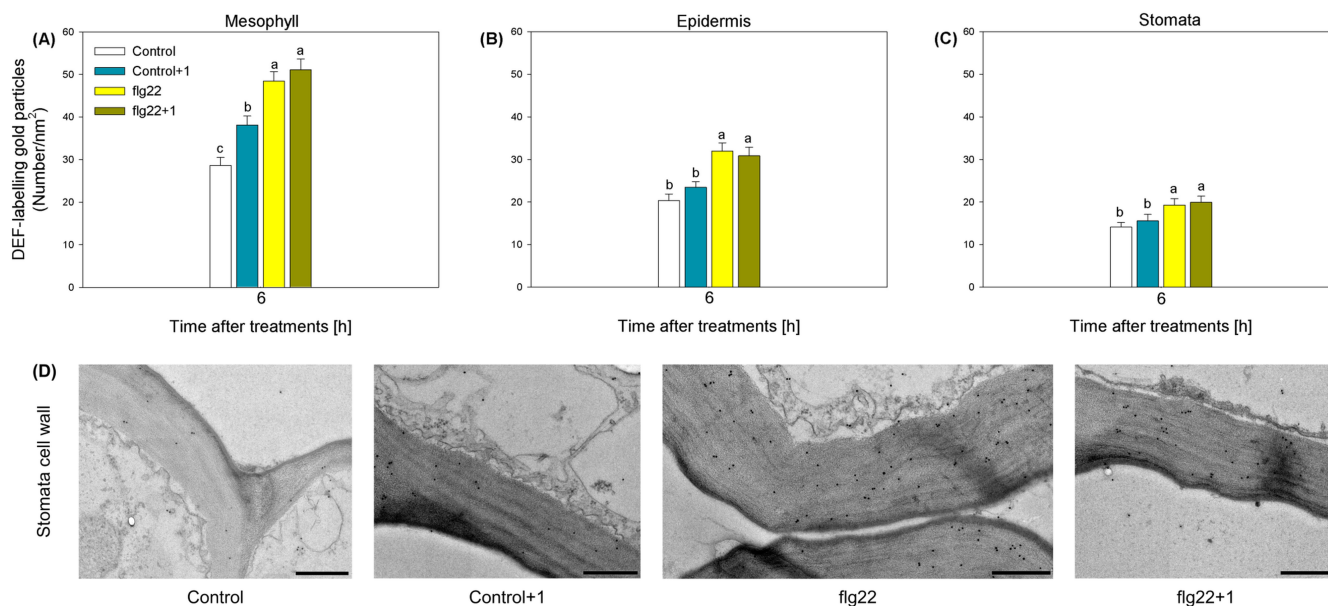 Mesophyll
Epidermis
Stomata
(A)
(B)
(C)
60
50
40
30
20
10
0
Control
Control+1
flg22
flg22+1
c
b
a
a
60
50
40
30
20
10
0
b
b
a
a
60
50
40
30
20
10
0
b
b
a
a
DEF-labelling gold particles
(Number/nm²)
6
6
6
Time after treatments [h]
Time after treatments [h]
Time after treatments [h]
(D)
Stomata cell wall
Control
Control+1
flg22
flg22+1